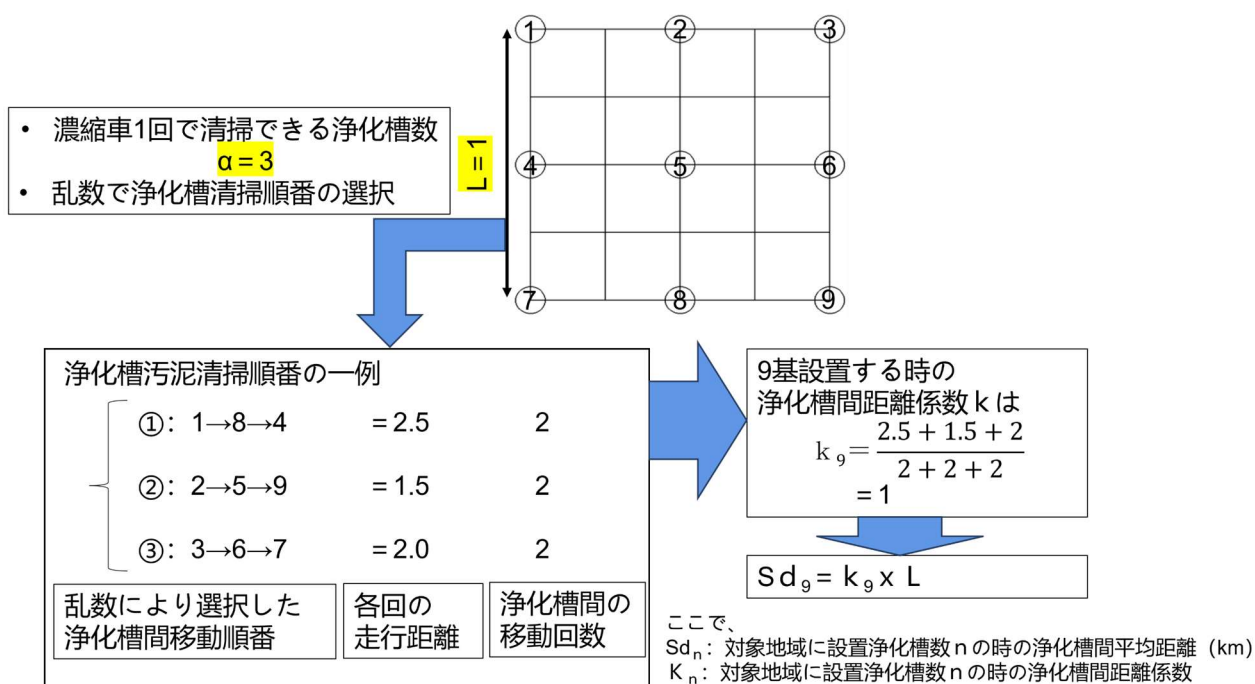 1 2 3
• 濃縮車1回で清掃できる浄化槽数
α = 3
• 乱数で浄化槽清掃順番の選択
L = 1
4 5 6
7 8 9
浄化槽汚泥清掃順番の一例
①：1→8→4 = 2.5 2
②：2→5→9 = 1.5 2
③：3→6→7 = 2.0 2
乱数により選択した
浄化槽間移動順番
各回の
走行距離
浄化槽間の
移動回数
9基設置する時の
浄化槽間距離係数 k は
k ₉ = (2.5 + 1.5 + 2) / (2 + 2 + 2)
= 1
Sd₉ = k₉ x L
ここで、
Sdₙ：対象地域に設置浄化槽数 n の時の浄化槽間平均距離 (km)
Kₙ：対象地域に設置浄化槽数 n の時の浄化槽間距離係数